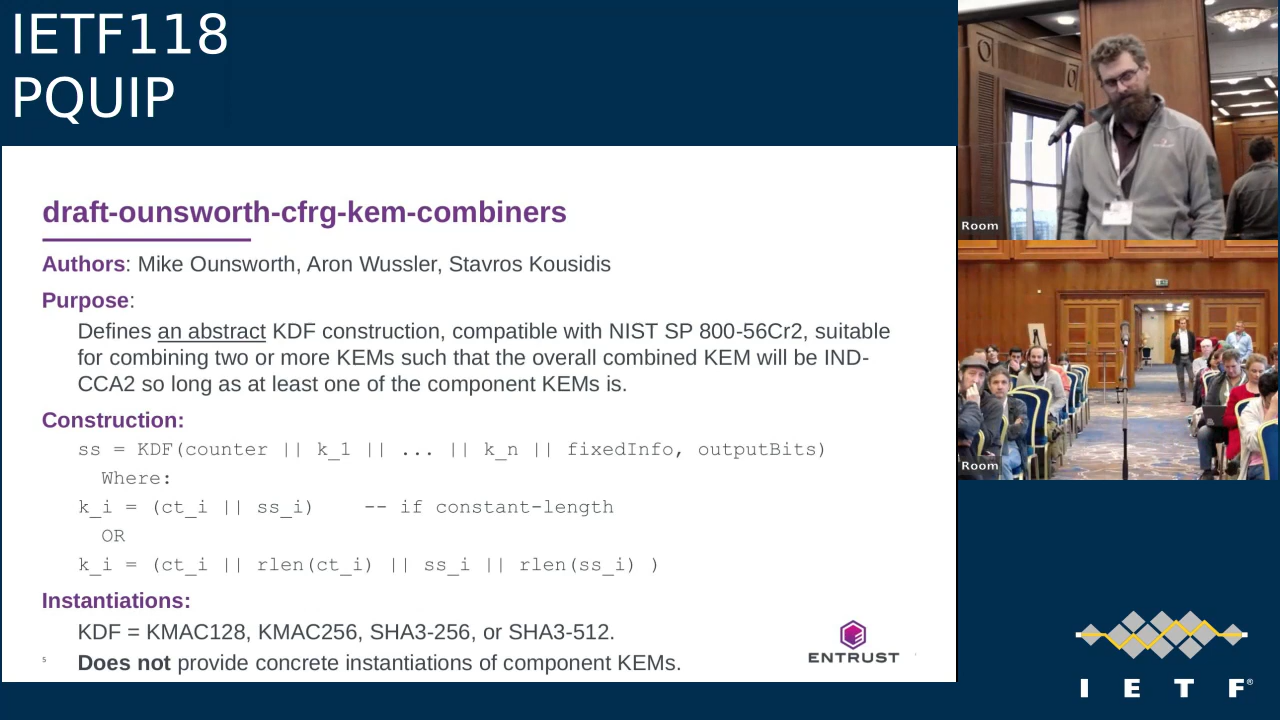 IETF118
PQUIP
draft-ounsworth-cfrg-kem-combiners
Authors: Mike Ounsworth, Aron Wussler, Stavros Kousidis
Purpose:
Defines an abstract KDF construction, compatible with NIST SP 800-56Cr2, suitable
for combining two or more KEMs such that the overall combined KEM will be IND-
CCA2 so long as at least one of the component KEMs is.
Construction:
ss = KDF(counter || k_1 || ... || k_n || fixedInfo, outputBits)
Where:
k_i = (ct_i || ss_i)    -- if constant-length
OR
k_i = (ct_i || rlen(ct_i) || ss_i || rlen(ss_i) )
Instantiations:
KDF = KMAC128, KMAC256, SHA3-256, or SHA3-512.
Does not provide concrete instantiations of component KEMs.
5
ENTRUST
Room
Room
I E T F®